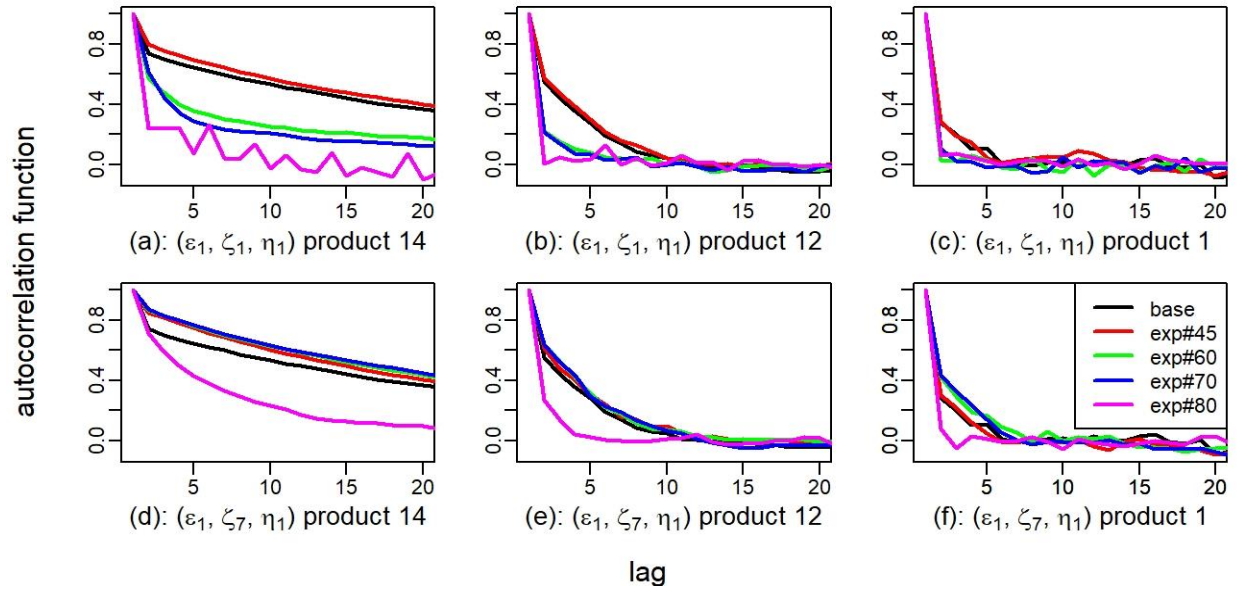 autocorrelation function
0.0 0.4 0.8
5 10 15 20
(a): (ε₁, ζ₁, η₁) product 14
0.0 0.4 0.8
5 10 15 20
(b): (ε₁, ζ₁, η₁) product 12
0.0 0.4 0.8
5 10 15 20
(c): (ε₁, ζ₁, η₁) product 1
0.0 0.4 0.8
5 10 15 20
(d): (ε₁, ζ₇, η₁) product 14
0.0 0.4 0.8
5 10 15 20
(e): (ε₁, ζ₇, η₁) product 12
0.0 0.4 0.8
base
exp#45
exp#60
exp#70
exp#80
5 10 15 20
(f): (ε₁, ζ₇, η₁) product 1
lag